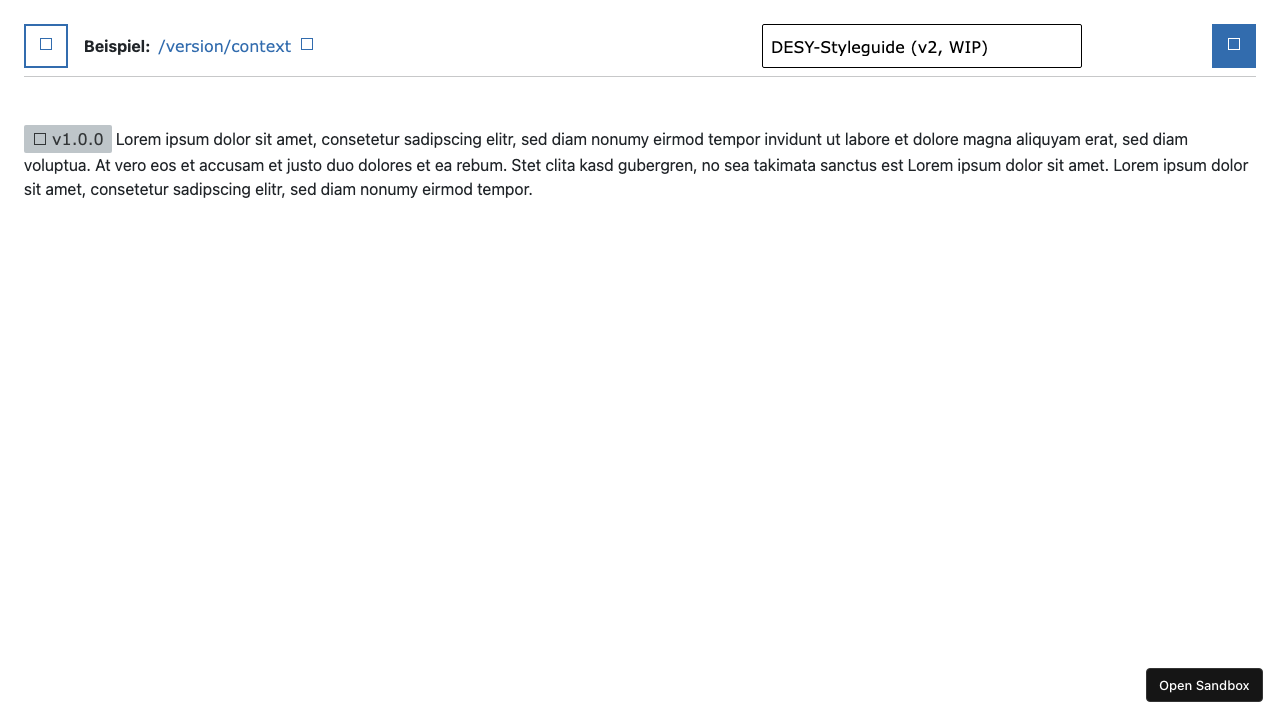 Beispiel: /version/context
DESY-Styleguide (v2, WIP)
v1.0.0 Lorem ipsum dolor sit amet, consetetur sadipscing elitr, sed diam nonumy eirmod tempor invidunt ut labore et dolore magna aliquyam erat, sed diam
voluptua. At vero eos et accusam et justo duo dolores et ea rebum. Stet clita kasd gubergren, no sea takimata sanctus est Lorem ipsum dolor sit amet. Lorem ipsum dolor
sit amet, consetetur sadipscing elitr, sed diam nonumy eirmod tempor.
Open Sandbox